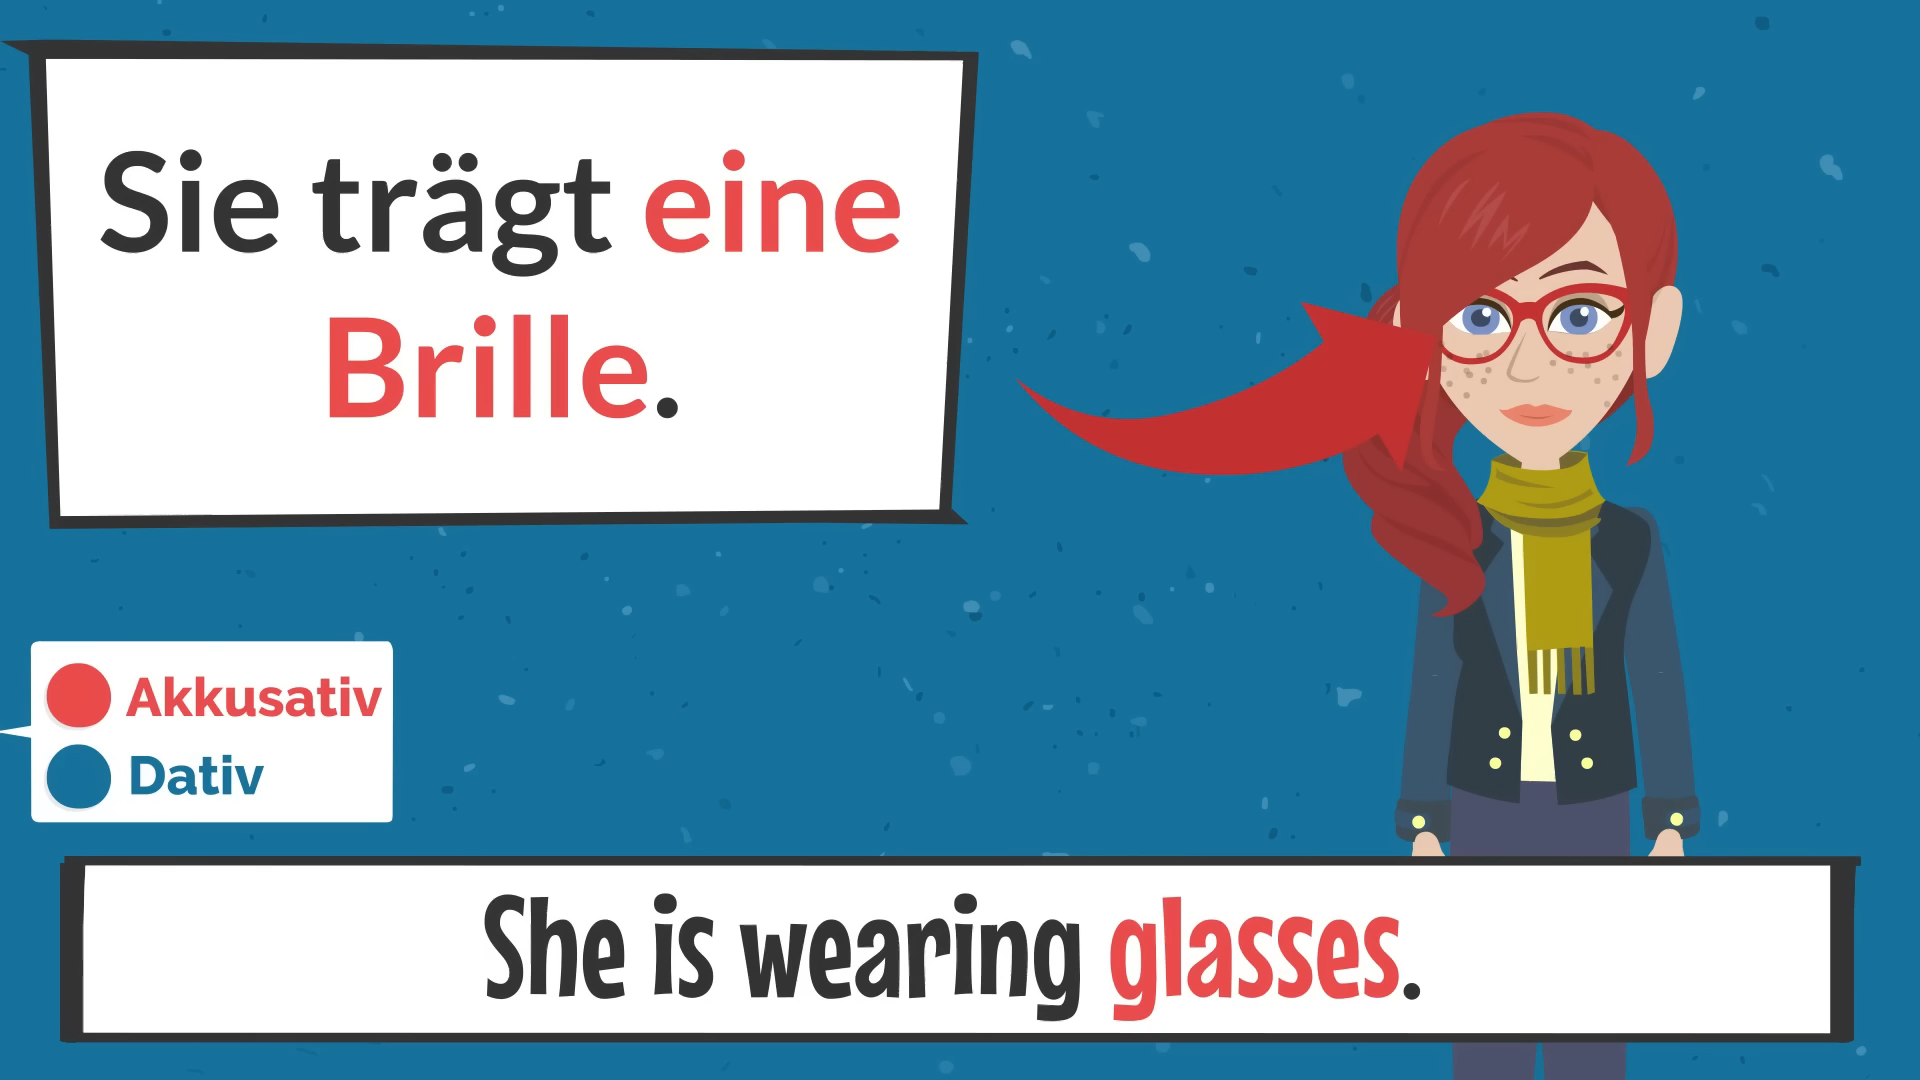 Sie trägt eine
Brille.
Akkusativ
Dativ
She is wearing glasses.